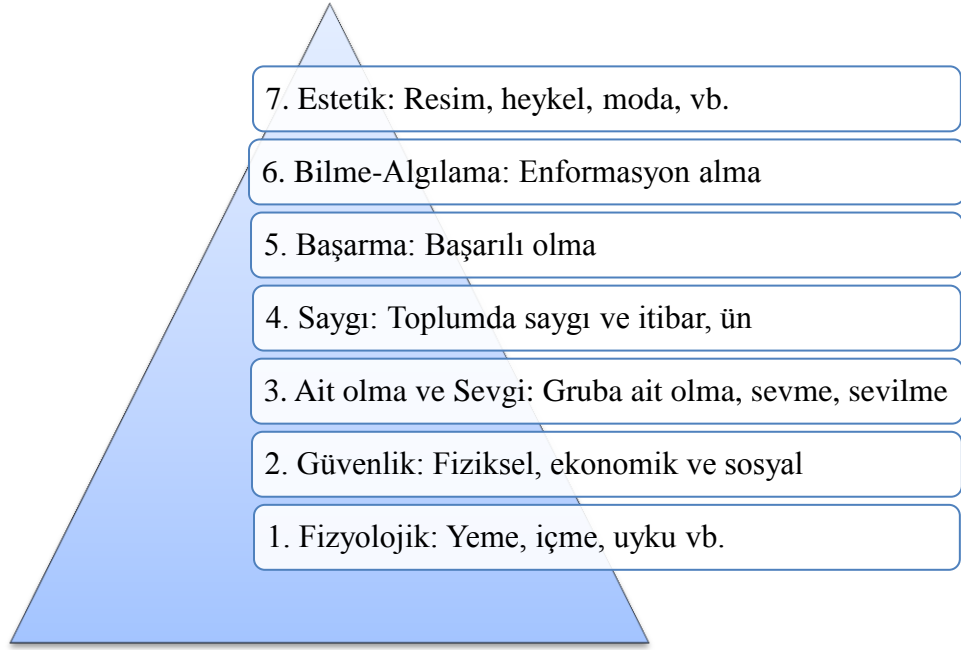 7. Estetik: Resim, heykel, moda, vb.
6. Bilme-Algılama: Enformasyon alma
5. Başarma: Başarılı olma
4. Saygı: Toplumda saygı ve itibar, ün
3. Ait olma ve Sevgi: Gruba ait olma, sevme, sevilme
2. Güvenlik: Fiziksel, ekonomik ve sosyal
1. Fizyolojik: Yeme, içme, uyku vb.